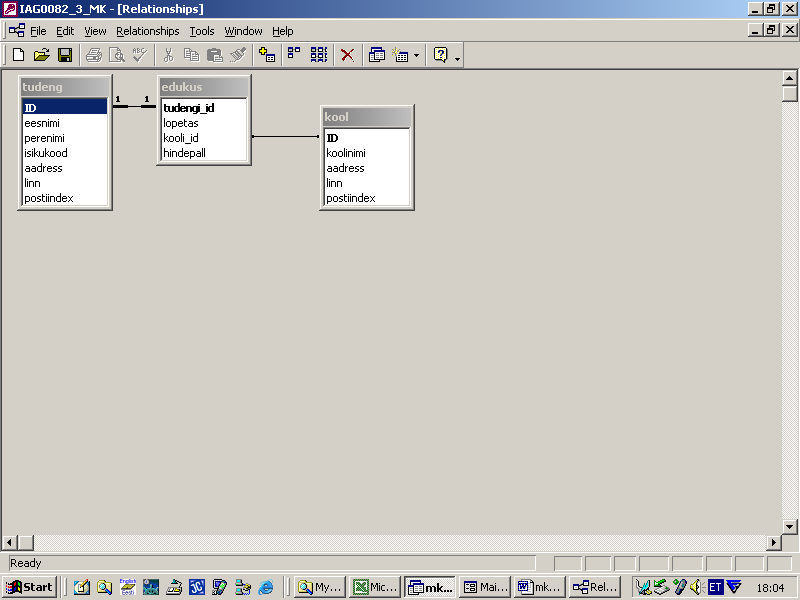 IAG0082_3_MK - [Relationships]
File Edit View Relationships Tools Window Help
tudeng
ID
eesnimi
perenimi
isikukood
aadress
linn
postiindex
1 1
edukus
tudengi_id
lopetas
kooli_id
hindepall
kool
ID
koolinimi
aadress
linn
postiindex
Ready
Start My... Mic... mk... Mai... mk... Rel... ET 18:04